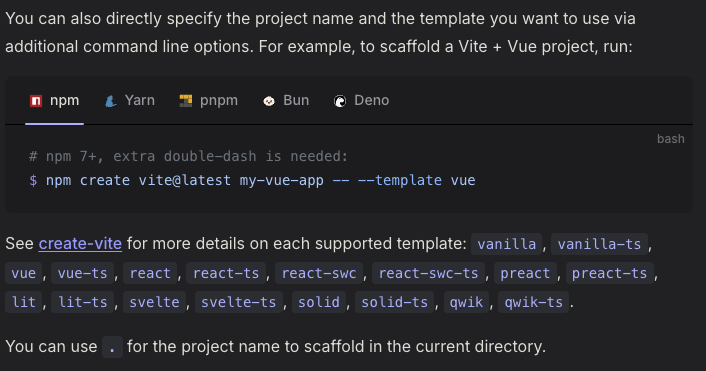 You can also directly specify the project name and the template you want to use via
additional command line options. For example, to scaffold a Vite + Vue project, run:
npm Yarn pnpm Bun Deno
bash
# npm 7+, extra double-dash is needed:
$ npm create vite@latest my-vue-app -- --template vue
See create-vite for more details on each supported template: vanilla, vanilla-ts,
vue, vue-ts, react, react-ts, react-swc, react-swc-ts, preact, preact-ts,
lit, lit-ts, svelte, svelte-ts, solid, solid-ts, qwik, qwik-ts.
You can use . for the project name to scaffold in the current directory.